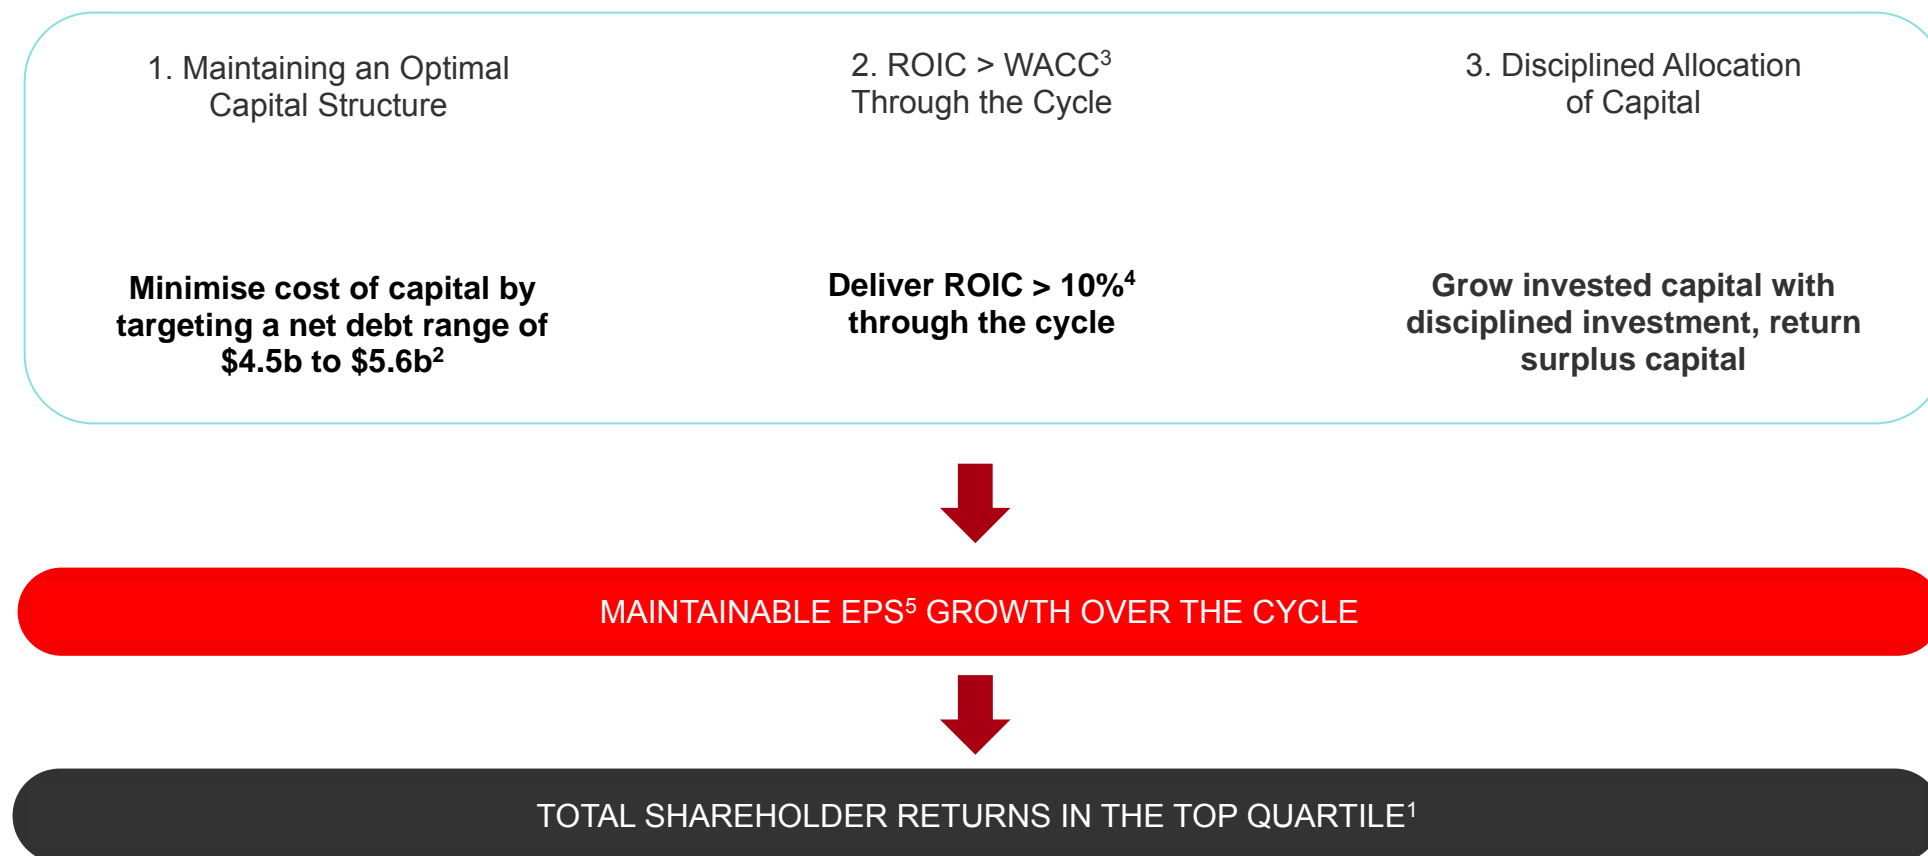 1. Maintaining an Optimal
Capital Structure
2. ROIC > WACC³
Through the Cycle
3. Disciplined Allocation
of Capital
Minimise cost of capital by
targeting a net debt range of
$4.5b to $5.6b²
Deliver ROIC > 10%⁴
through the cycle
Grow invested capital with
disciplined investment, return
surplus capital
MAINTAINABLE EPS⁵ GROWTH OVER THE CYCLE
TOTAL SHAREHOLDER RETURNS IN THE TOP QUARTILE¹